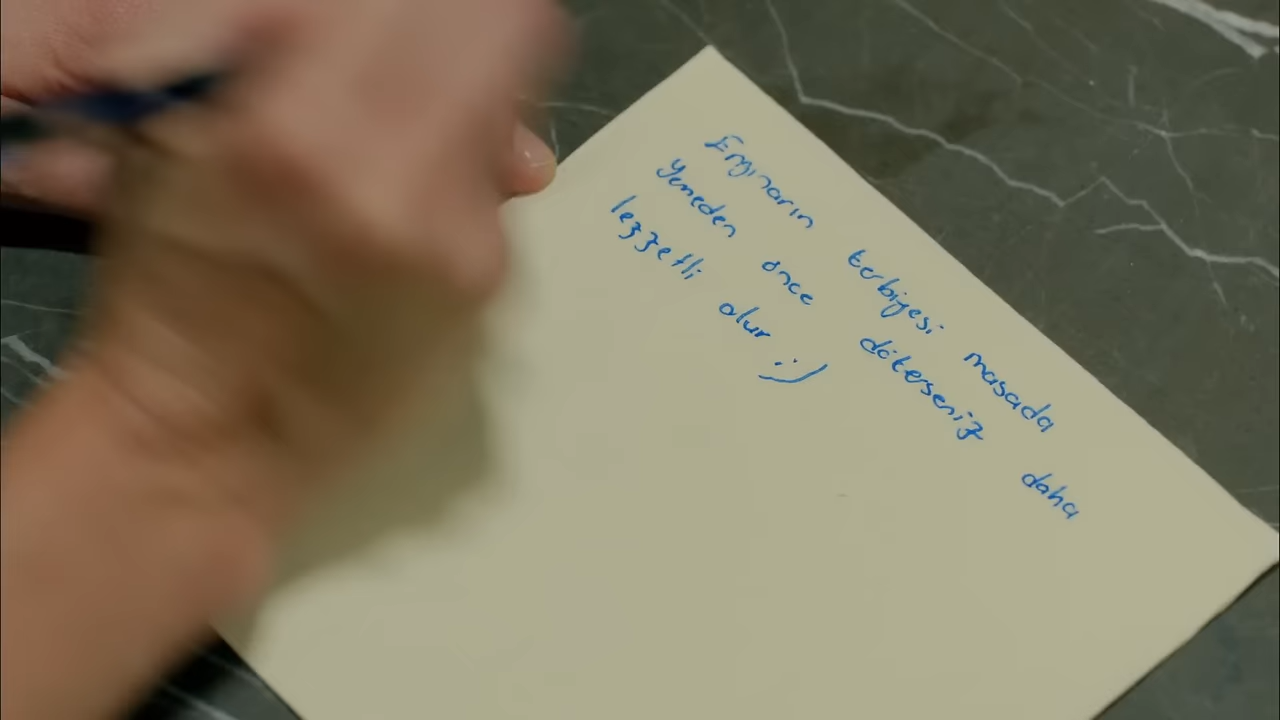 Enginarın terbiyesi masada
yemeden önce dökerseniz daha
lezzetli olur :)